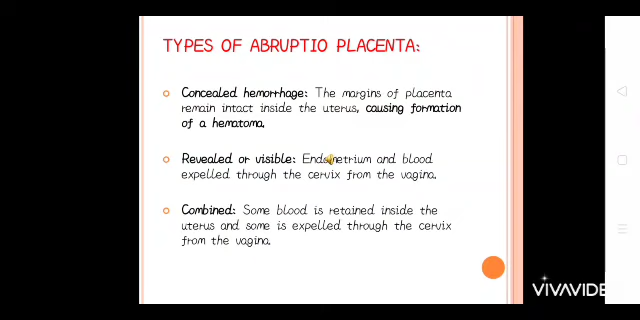 TYPES OF ABRUPTIO PLACENTA:
Concealed hemorrhage: The margins of placenta
remain intact inside the uterus, causing formation
of a hematoma.
Revealed or visible: Endometrium and blood
expelled through the cervix from the vagina.
Combined: Some blood is retained inside the
uterus and some is expelled through the cervix
from the vagina.
VIVAVIDE